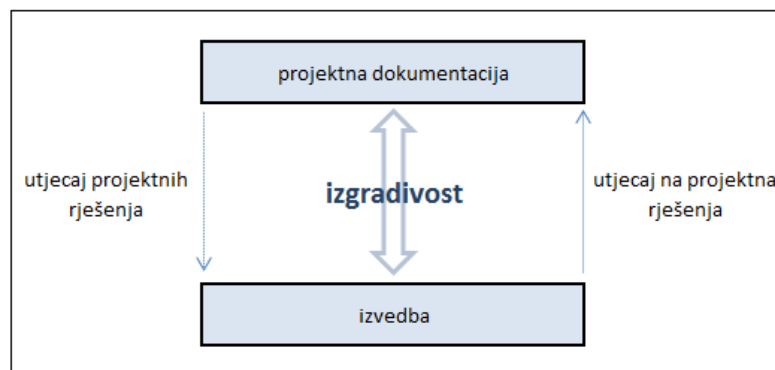 projektna dokumentacija
utjecaj projektnih
rješenja
izgradivost
utjecaj na projektna
rješenja
izvedba